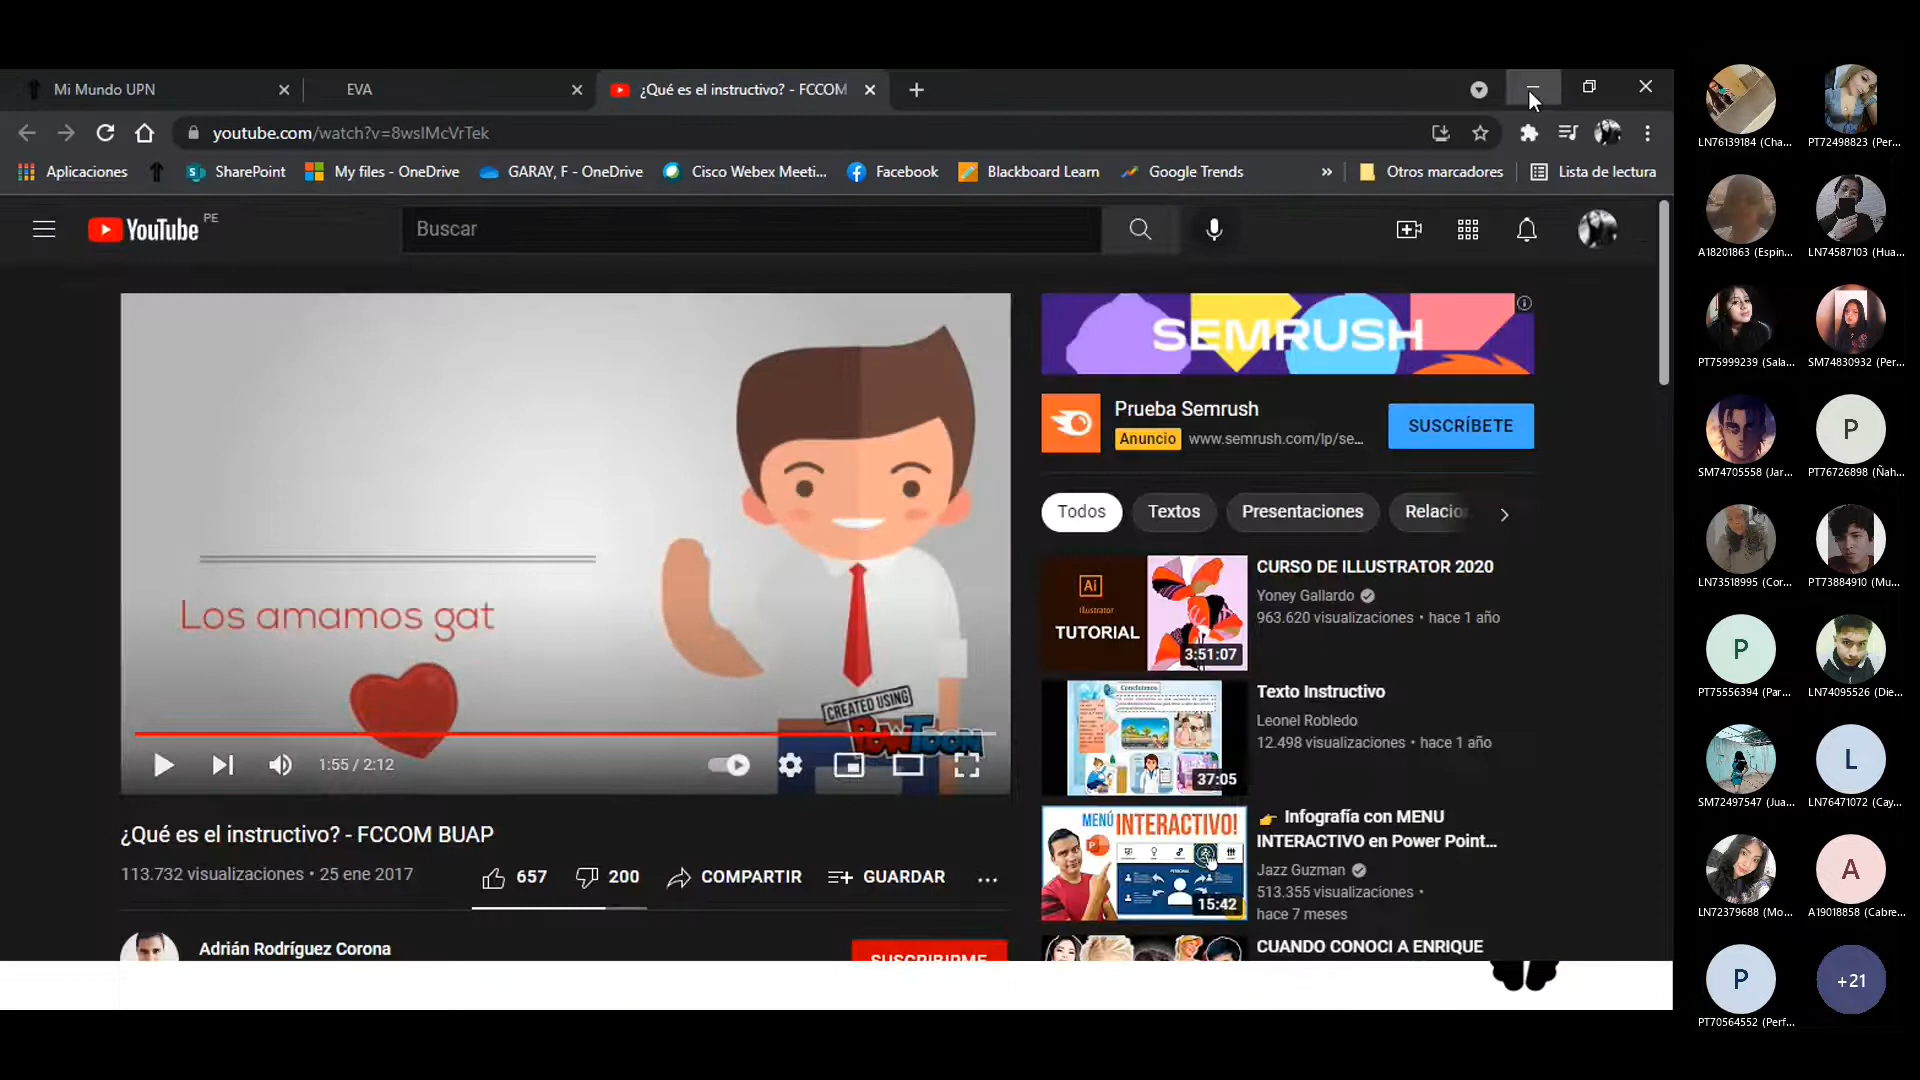 Mi Mundo UPN
EVA
¿Qué es el instructivo? - FCCOM
youtube.com/watch?v=8wsIMcVrTek
Aplicaciones
SharePoint
My files - OneDrive
GARAY, F - OneDrive
Cisco Webex Meeti...
Facebook
Blackboard Learn
Google Trends
»
Otros marcadores
Lista de lectura
YouTube PE
Buscar
Los amamos gat
CREATED USING
POWTOON
1:55 / 2:12
¿Qué es el instructivo? - FCCOM BUAP
113.732 visualizaciones • 25 ene 2017
657
200
COMPARTIR
GUARDAR
...
Adrián Rodríguez Corona
SUSCRIBIRME
SEMRUSH
Prueba Semrush
Anuncio www.semrush.com/lp/se...
SUSCRÍBETE
Todos
Textos
Presentaciones
Relacio
Ai
Illustrator
TUTORIAL
3:51:07
CURSO DE ILLUSTRATOR 2020
Yoney Gallardo
963.620 visualizaciones • hace 1 año
37:05
Texto Instructivo
Leonel Robledo
12.498 visualizaciones • hace 1 año
MENÚ
INTERACTIVO!
15:42
Infografía con MENU
INTERACTIVO en Power Point...
Jazz Guzman
513.355 visualizaciones •
hace 7 meses
CUANDO CONOCI A ENRIQUE
LN76139184 (Cha...
PT72498823 (Per...
A18201863 (Espin...
LN74587103 (Hua...
PT75999239 (Sala...
SM74830932 (Per...
SM74705558 (Jar...
P
PT76726898 (Ñah...
LN73518995 (Cor...
PT73884910 (Mu...
P
PT75556394 (Par...
LN74095526 (Die...
SM72497547 (Jua...
L
LN76471072 (Cay...
LN72379688 (Mo...
A
A19018858 (Cabre...
P
PT70564552 (Perf...
+21